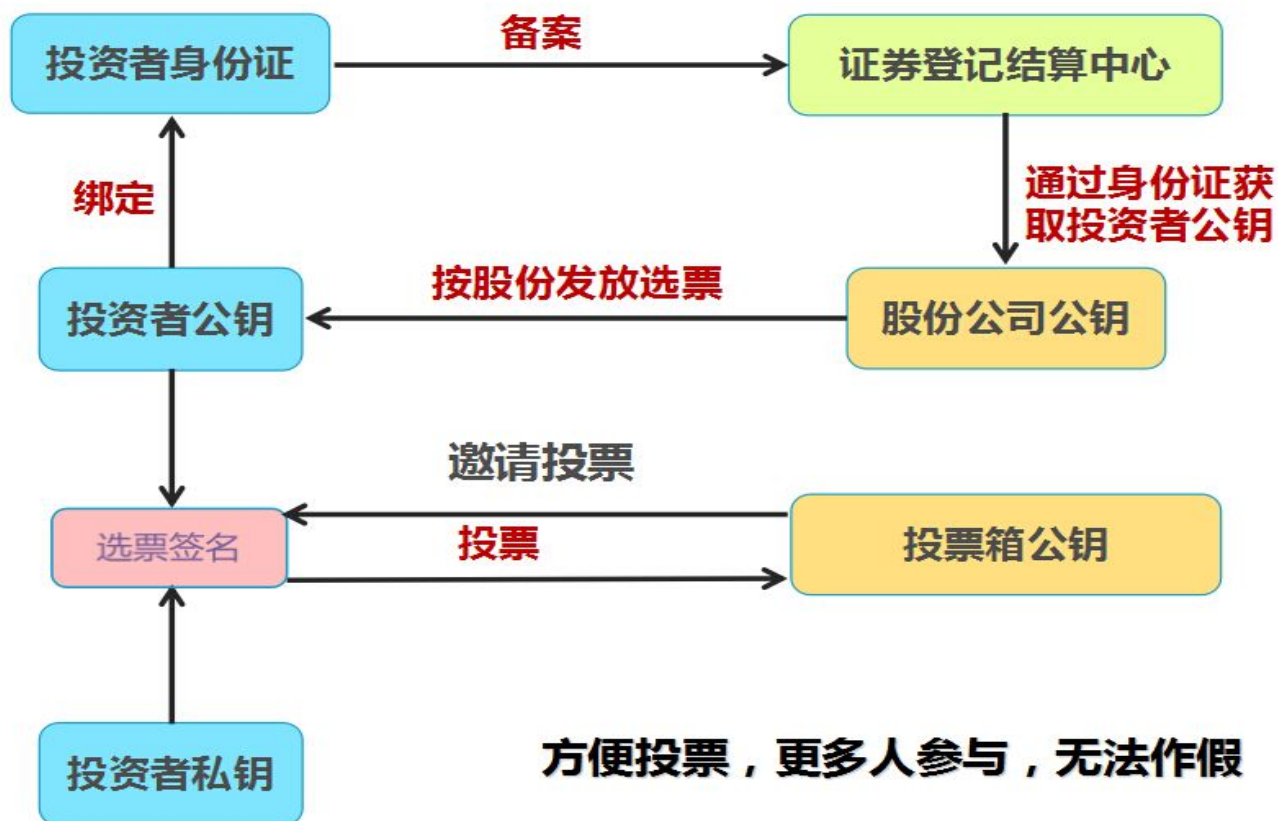 备案
投资者身份证
证券登记结算中心
绑定
通过身份证获
取投资者公钥
按股份发放选票
投资者公钥
股份公司公钥
邀请投票
选票签名
投票
投票箱公钥
投资者私钥
方便投票，更多人参与，无法作假